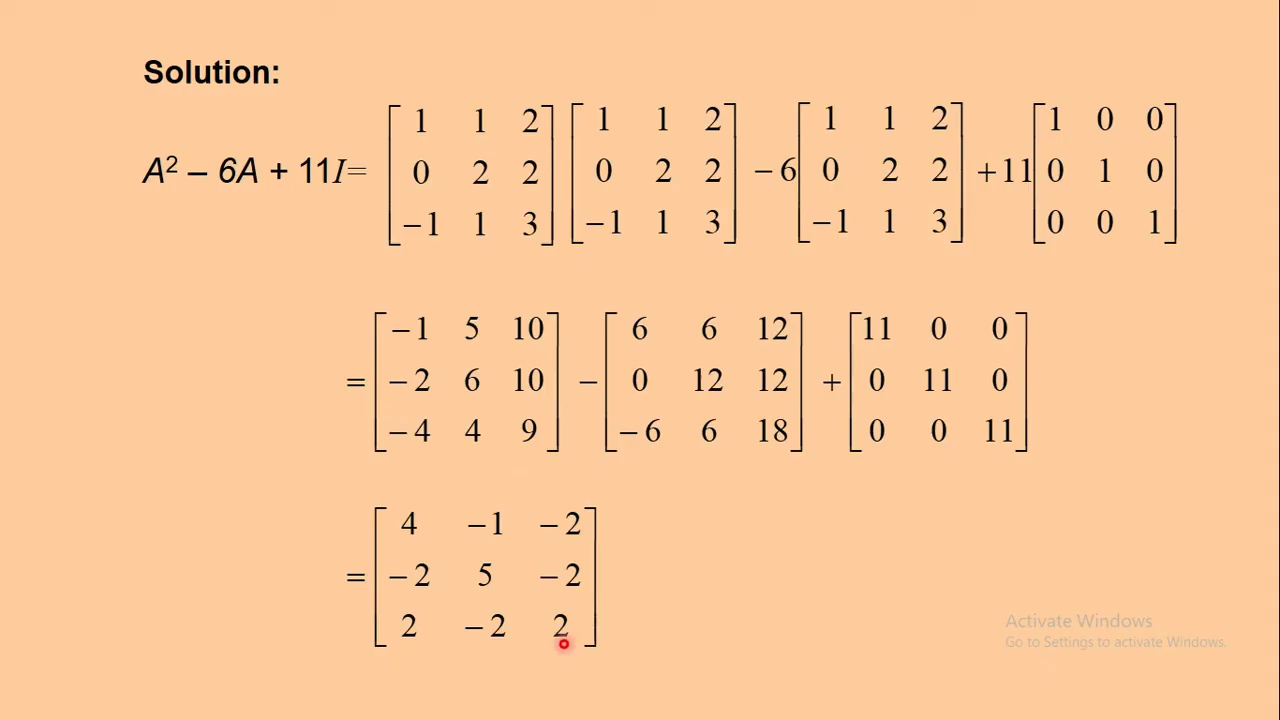 Solution:
A² – 6A + 11I= [1 1 2; 0 2 2; −1 1 3] [1 1 2; 0 2 2; −1 1 3] − 6 [1 1 2; 0 2 2; −1 1 3] + 11 [1 0 0; 0 1 0; 0 0 1]
= [−1 5 10; −2 6 10; −4 4 9] − [6 6 12; 0 12 12; −6 6 18] + [11 0 0; 0 11 0; 0 0 11]
= [4 −1 −2; −2 5 −2; 2 −2 2]
Activate Windows
Go to Settings to activate Windows.